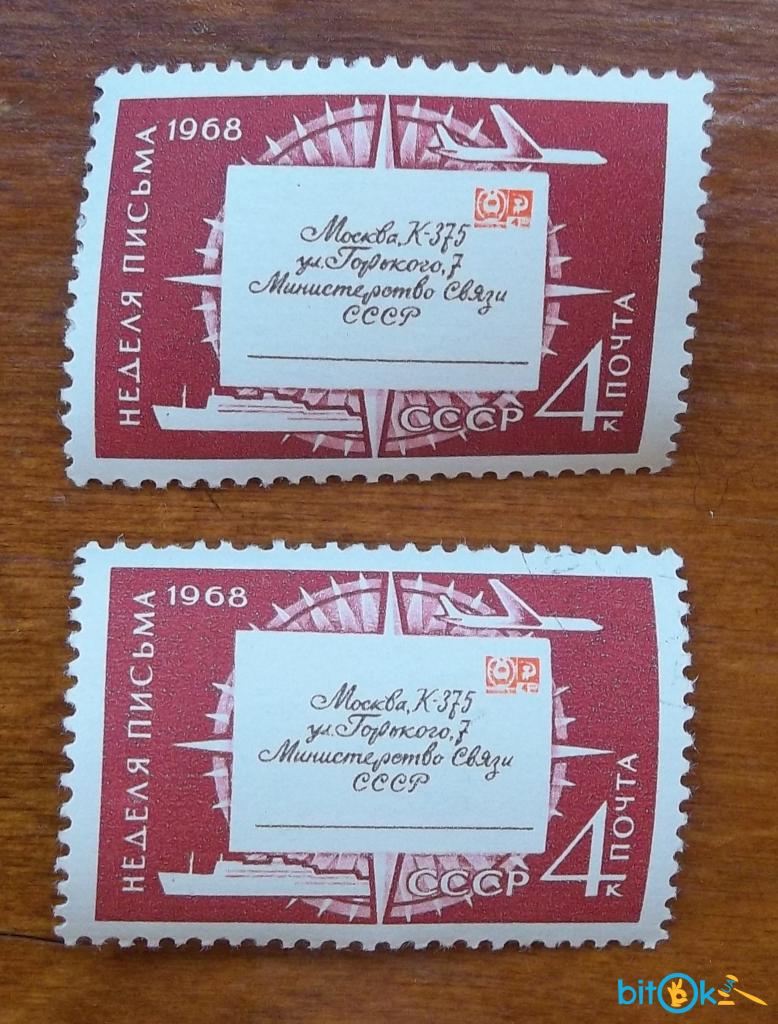 НЕДЕЛЯ ПИСЬМА 1968
Москва, К-375
ул. Горького, 7
Министерство Связи
СССР
СССР 4к ПОЧТА
НЕДЕЛЯ ПИСЬМА 1968
Москва, К-375
ул. Горького, 7
Министерство Связи
СССР
СССР 4к ПОЧТА
bitok.ua